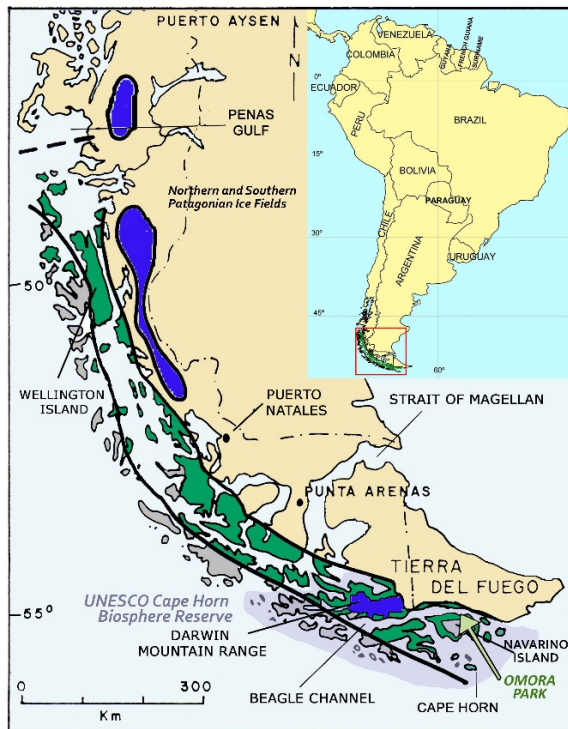 PUERTO AYSEN
N
PENAS
GULF
Northern and Southern
Patagonian Ice Fields
50
WELLINGTON
ISLAND
PUERTO
NATALES
STRAIT OF MAGELLAN
PUNTA ARENAS
TIERRA
DEL FUEGO
UNESCO Cape Horn
Biosphere Reserve
55°
DARWIN
MOUNTAIN RANGE
NAVARINO
ISLAND
BEAGLE CHANNEL
OMORA
PARK
CAPE HORN
0
300
Km
VENEZUELA
GUYANA
FRENCH GUIANA
SURINAME
COLOMBIA
0°
ECUADOR
PERU
BRAZIL
15°
BOLIVIA
PARAGUAY
CHILE
30°
ARGENTINA
URUGUAY
45°
60°